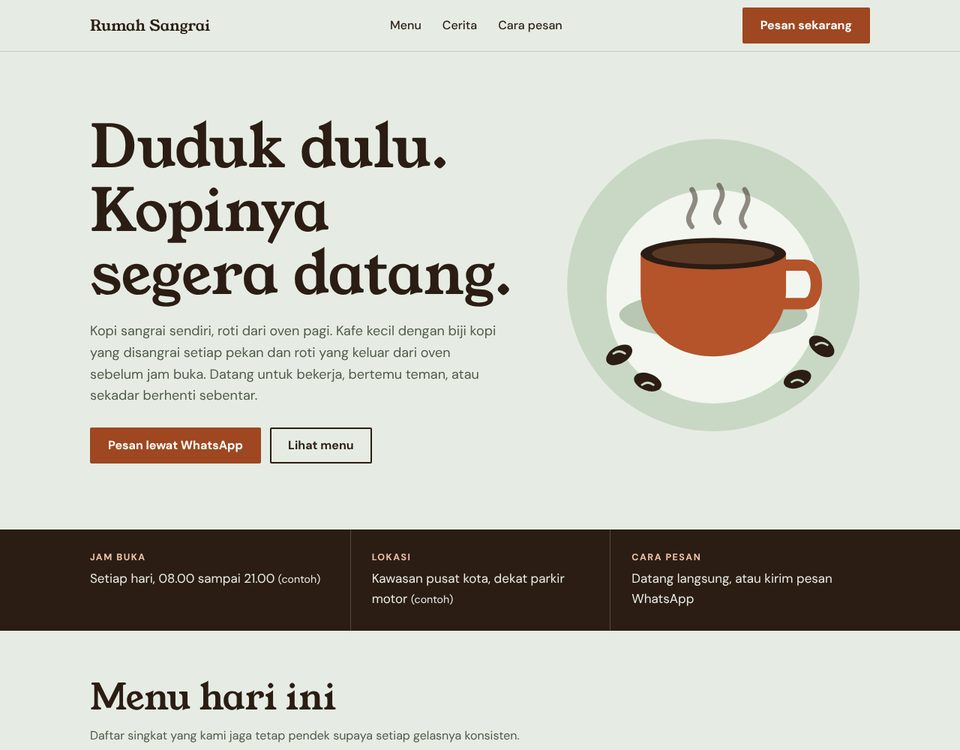 Rumah Sangrai
Menu
Cerita
Cara pesan
Pesan sekarang
Duduk dulu.
Kopinya
segera datang.
Kopi sangrai sendiri, roti dari oven pagi. Kafe kecil dengan biji kopi
yang disangrai setiap pekan dan roti yang keluar dari oven
sebelum jam buka. Datang untuk bekerja, bertemu teman, atau
sekadar berhenti sebentar.
Pesan lewat WhatsApp
Lihat menu
JAM BUKA
Setiap hari, 08.00 sampai 21.00 (contoh)
LOKASI
Kawasan pusat kota, dekat parkir
motor (contoh)
CARA PESAN
Datang langsung, atau kirim pesan
WhatsApp
Menu hari ini
Daftar singkat yang kami jaga tetap pendek supaya setiap gelasnya konsisten.